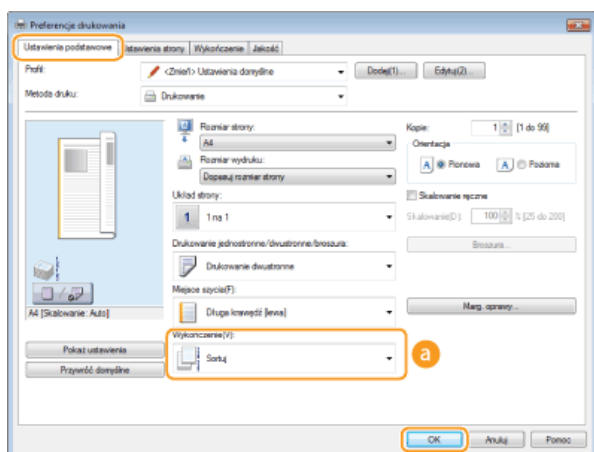 Preferencje drukowania
Ustawienia podstawowe Ustawienia strony Wykończenie Jakość
Profil: <Zmień> Ustawienia domyślne Dodaj(1)... Edytuj(2)...
Metoda druku: Drukowanie
Rozmiar strony: Kopie: 1 [1 do 99]
A4 Orientacja
Rozmiar wydruku: A Pionowa A Pozioma
Dopasuj rozmiar strony
Układ strony: Skalowanie ręczne
1 1 na 1 Skalowanie(D): 100 % [25 do 200]
Drukowanie jednostronne/dwustronne/broszura: Broszura...
Drukowanie dwustronne
Miejsce szycia(F):
A4 [Skalowanie: Auto] Długa krawędź [lewa] Marg. oprawy...
Wykończenie(V):
Pokaż ustawienia Sortuj a
Przywróć domyślne
OK Anuluj Pomoc